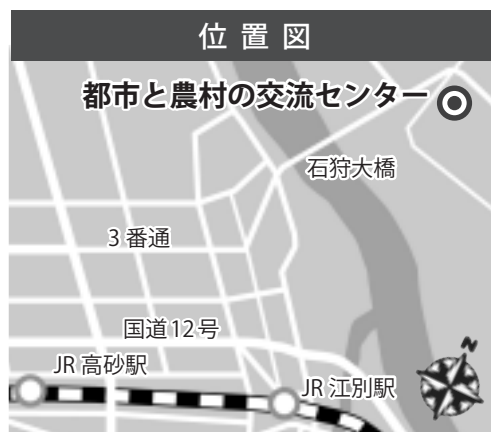 位置図
都市と農村の交流センター
石狩大橋
3番通
国道12号
JR 高砂駅
JR 江別駅
N